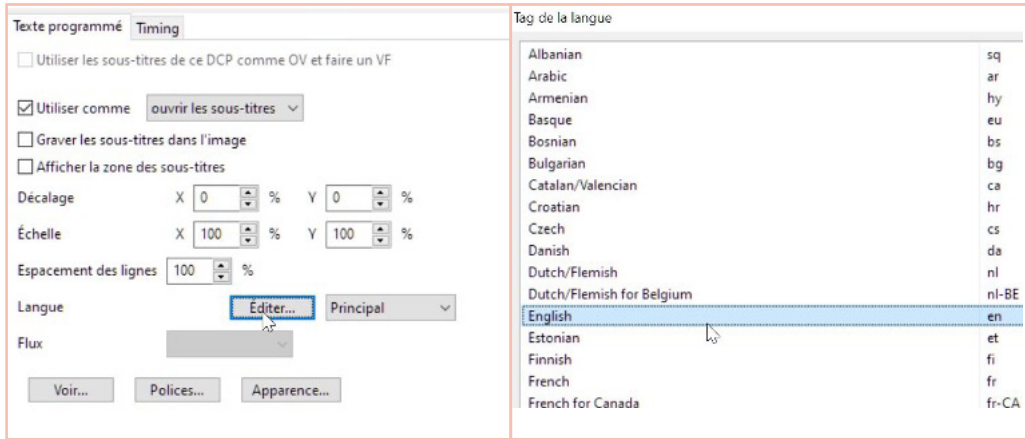 Texte programmé Timing
Utiliser les sous-titres de ce DCP comme OV et faire un VF
Utiliser comme ouvrir les sous-titres
Graver les sous-titres dans l'image
Afficher la zone des sous-titres
Décalage X 0 % Y 0 %
Échelle X 100 % Y 100 %
Espacement des lignes 100 %
Langue Éditer... Principal
Flux
Voir... Polices... Apparence...
Tag de la langue
Albanian sq
Arabic ar
Armenian hy
Basque eu
Bosnian bs
Bulgarian bg
Catalan/Valencian ca
Croatian hr
Czech cs
Danish da
Dutch/Flemish nl
Dutch/Flemish for Belgium nl-BE
English en
Estonian et
Finnish fi
French fr
French for Canada fr-CA